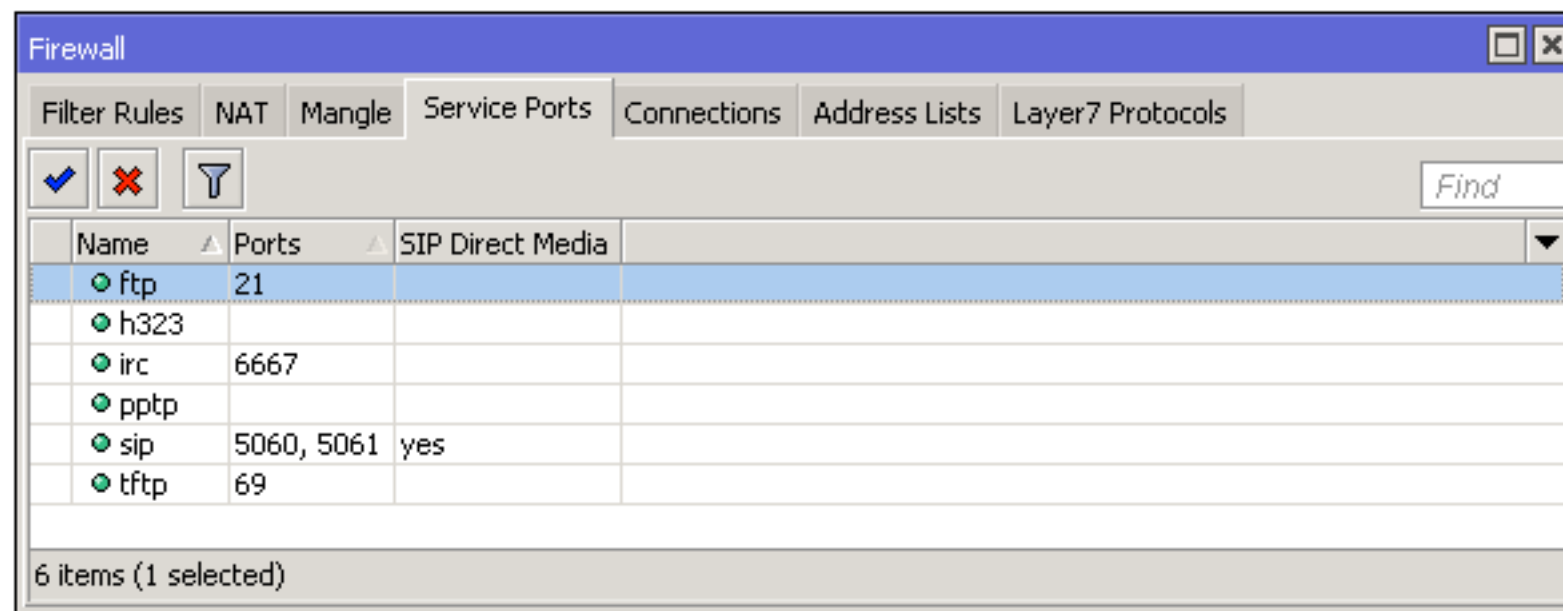 Firewall
Filter Rules NAT Mangle Service Ports Connections Address Lists Layer7 Protocols
Find
Name Ports SIP Direct Media
ftp 21
h323
irc 6667
pptp
sip 5060, 5061 yes
tftp 69
6 items (1 selected)